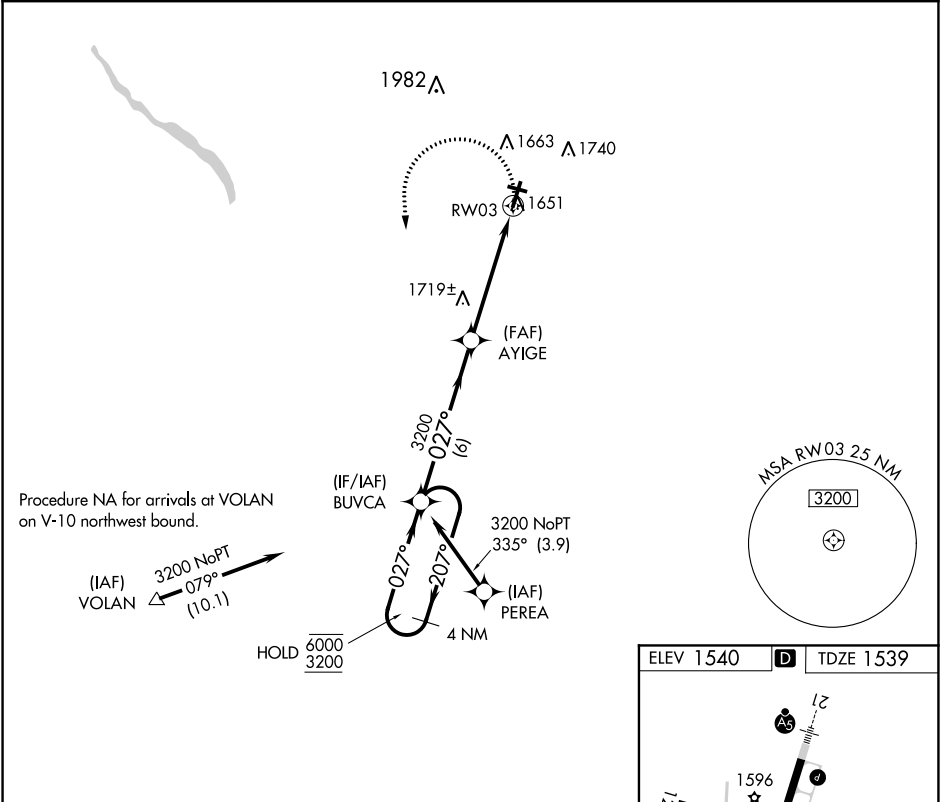 1982
1663
1740
RW03
1651
1719±
(FAF)
AYIGE
3200
027°
(6)
(IF/IAF)
BUVCA
MSA RW03 25 NM
3200
Procedure NA for arrivals at VOLAN
on V-10 northwest bound.
3200 NoPT
335° (3.9)
3200 NoPT
079°
(10.1)
(IAF)
VOLAN
027°
207°
(IAF)
PEREA
4 NM
HOLD 6000
3200
ELEV 1540 D TDZE 1539
21
A5
P
1596